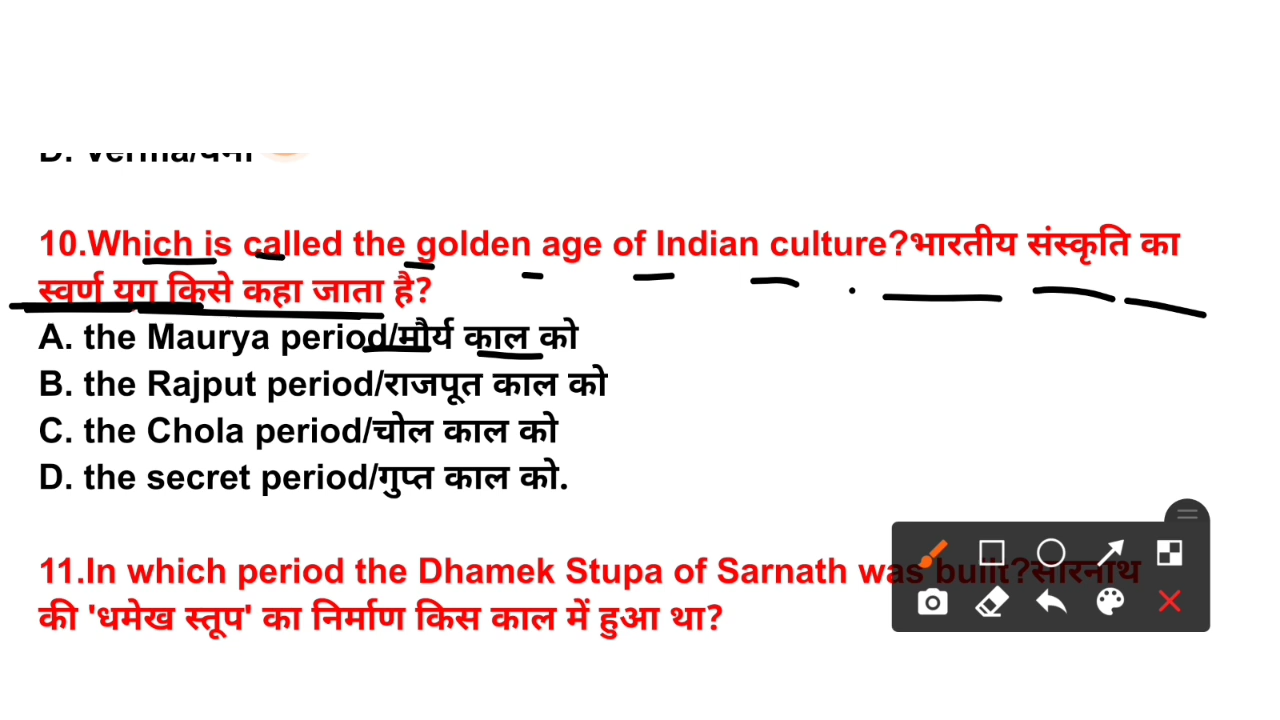 D. Verma/वर्मा
10.Which is called the golden age of Indian culture?भारतीय संस्कृति का
स्वर्ण युग किसे कहा जाता है?
A. the Maurya period/मौर्य काल को
B. the Rajput period/राजपूत काल को
C. the Chola period/चोल काल को
D. the secret period/गुप्त काल को.
11.In which period the Dhamek Stupa of Sarnath was built?सारनाथ
की 'धमेख स्तूप' का निर्माण किस काल में हुआ था?